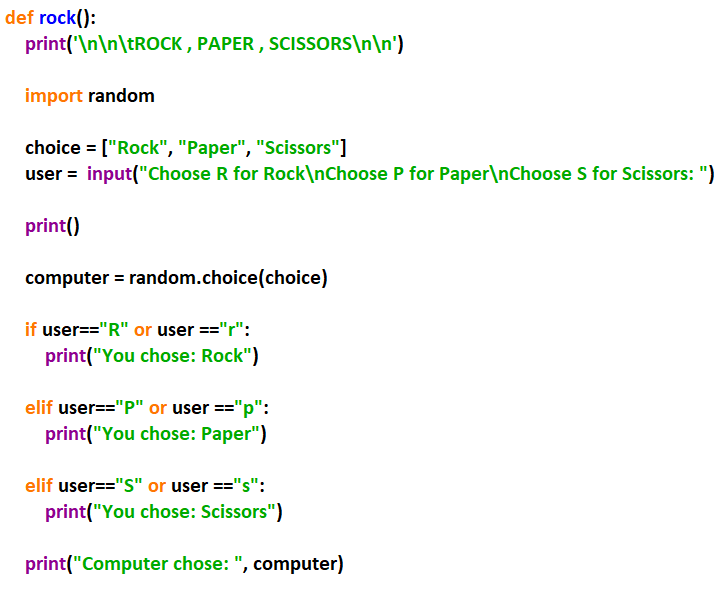 def rock():
    print('\n\n\tROCK , PAPER , SCISSORS\n\n')
    import random
    choice = ["Rock", "Paper", "Scissors"]
    user =  input("Choose R for Rock\nChoose P for Paper\nChoose S for Scissors: ")
    print()
    computer = random.choice(choice)
    if user=="R" or user =="r":
        print("You chose: Rock")
    elif user=="P" or user =="p":
        print("You chose: Paper")
    elif user=="S" or user =="s":
        print("You chose: Scissors")
    print("Computer chose: ", computer)